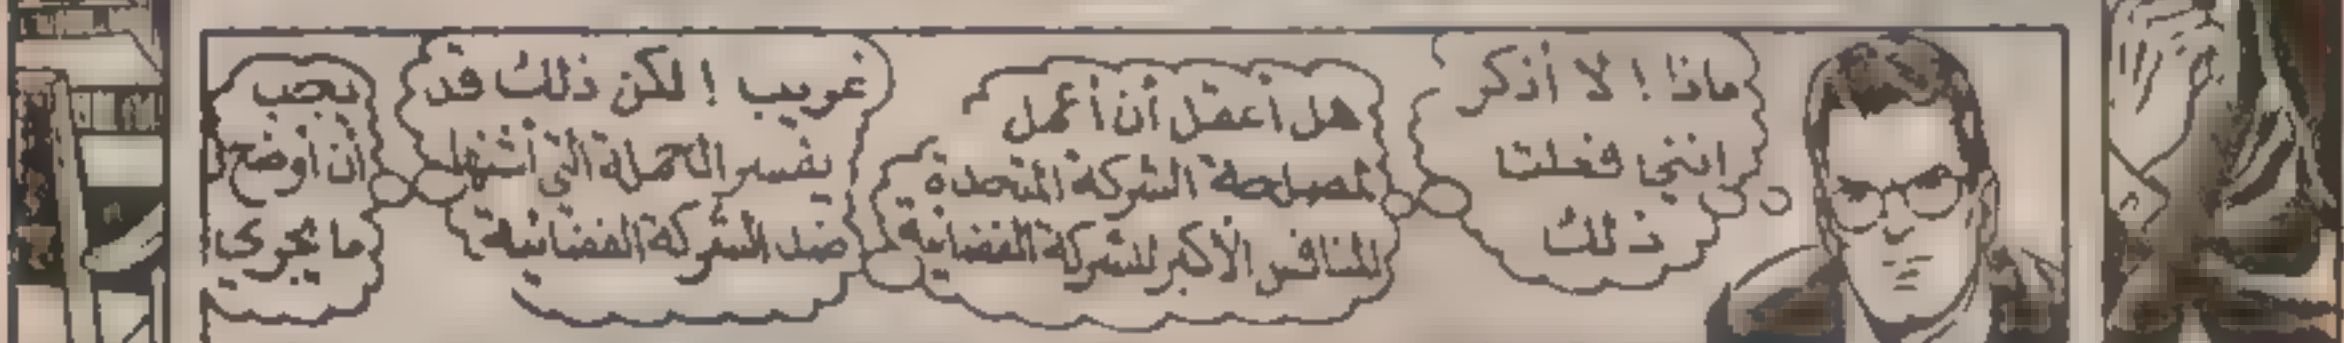 ماذا ! لا أذكر
انني فعلت
ذلك
هل أعقل أن أعمل
لمصلحة الشركة المتحدة
المنافس الأكبر للشركة الفضائية
غريب ! لكن ذلك قد
يفسر الحملة التي أشنها
ضد الشركة الفضائية
يجب
أن أوضح
ما يجري